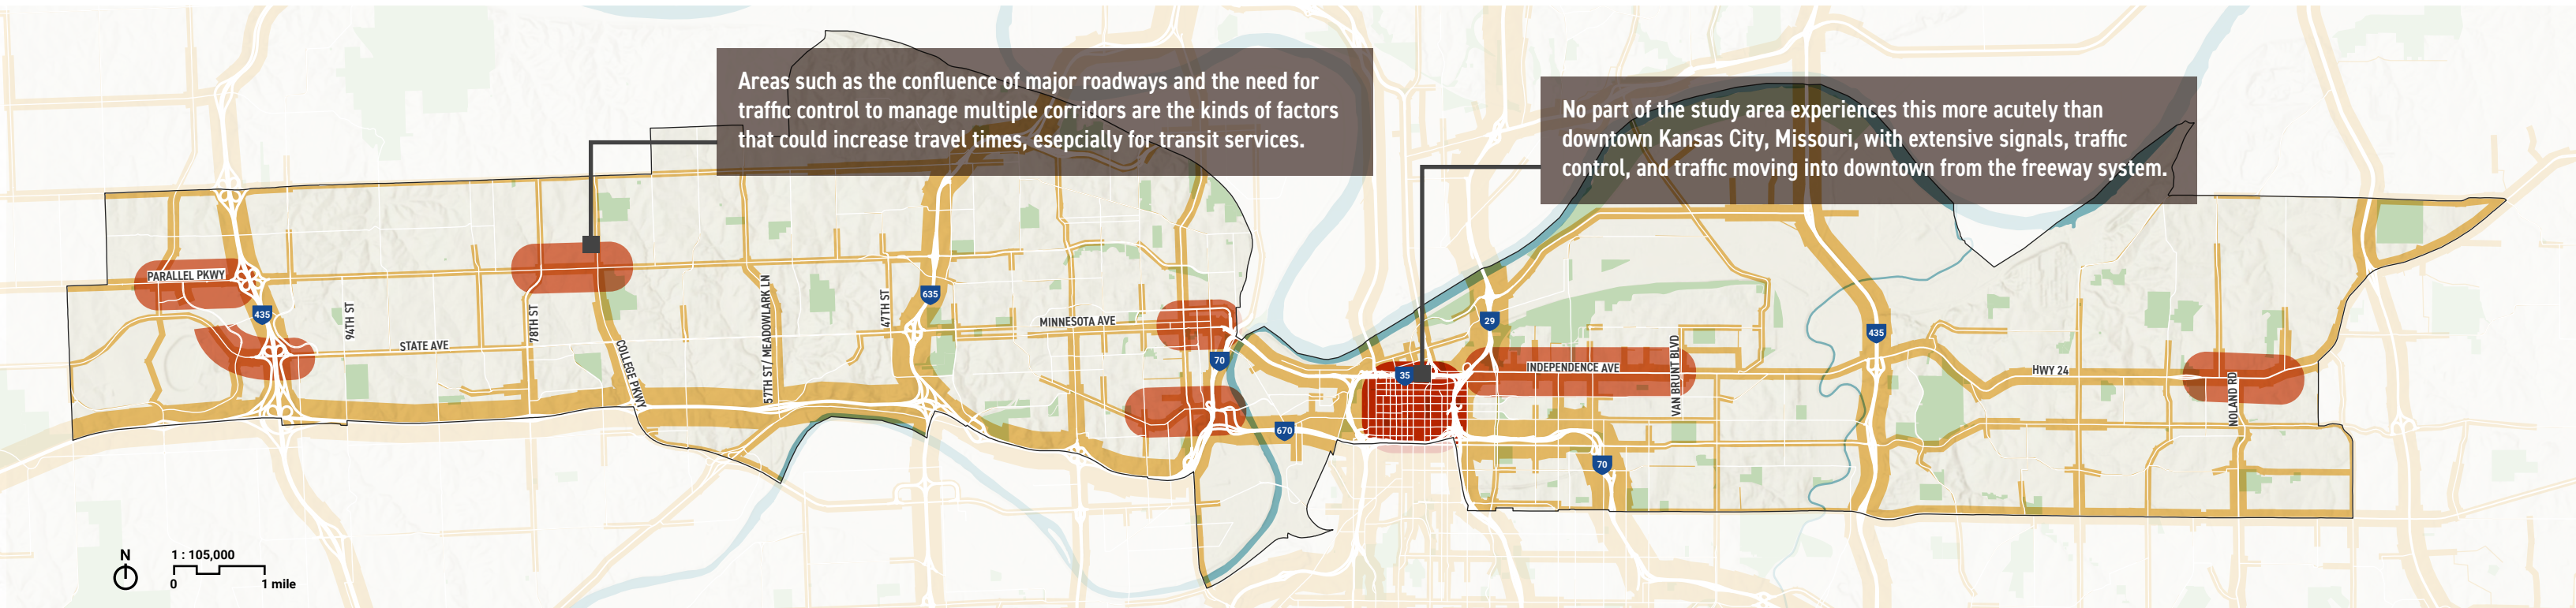 Areas such as the confluence of major roadways and the need for
traffic control to manage multiple corridors are the kinds of factors
that could increase travel times, esepcially for transit services.
No part of the study area experiences this more acutely than
downtown Kansas City, Missouri, with extensive signals, traffic
control, and traffic moving into downtown from the freeway system.
PARALLEL PKWY
435
94TH ST
STATE AVE
78TH ST
COLLEGE PKWY
57TH ST / MEADOWLARK LN
47TH ST
635
MINNESOTA AVE
70
670
35
29
INDEPENDENCE AVE
VAN BRUNT BLVD
70
435
HWY 24
NOLAND RD
N
1 : 105,000
0
1 mile